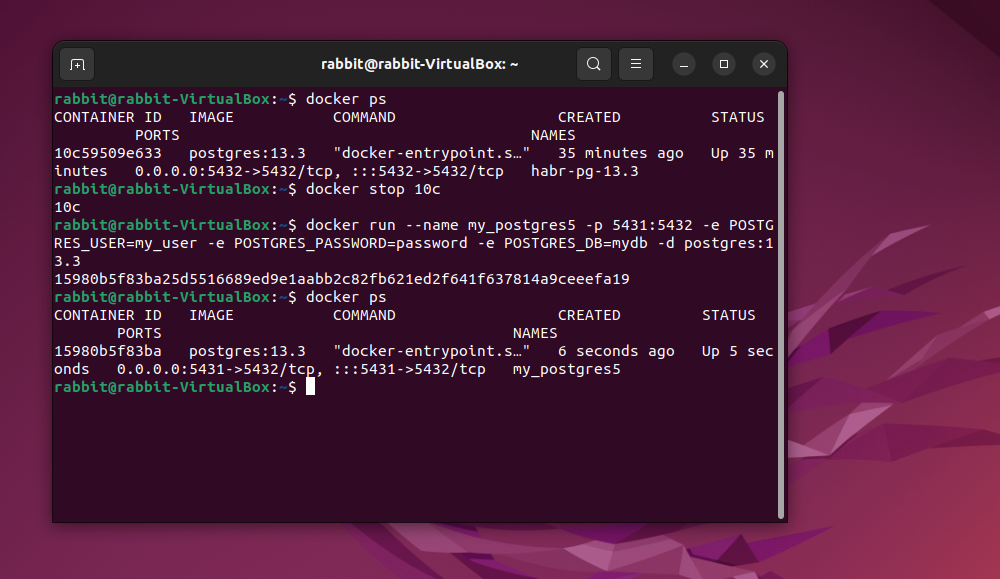 rabbit@rabbit-VirtualBox: ~
rabbit@rabbit-VirtualBox:~$ docker ps
CONTAINER ID   IMAGE           COMMAND                  CREATED          STATUS
         PORTS                                       NAMES
10c59509e633   postgres:13.3   "docker-entrypoint.s…"   35 minutes ago   Up 35 m
inutes   0.0.0.0:5432->5432/tcp, :::5432->5432/tcp   habr-pg-13.3
rabbit@rabbit-VirtualBox:~$ docker stop 10c
10c
rabbit@rabbit-VirtualBox:~$ docker run --name my_postgres5 -p 5431:5432 -e POSTG
RES_USER=my_user -e POSTGRES_PASSWORD=password -e POSTGRES_DB=mydb -d postgres:1
3.3
15980b5f83ba25d5516689ed9e1aabb2c82fb621ed2f641f637814a9ceeefa19
rabbit@rabbit-VirtualBox:~$ docker ps
CONTAINER ID   IMAGE           COMMAND                  CREATED         STATUS
       PORTS                                       NAMES
15980b5f83ba   postgres:13.3   "docker-entrypoint.s…"   6 seconds ago   Up 5 sec
onds   0.0.0.0:5431->5432/tcp, :::5431->5432/tcp   my_postgres5
rabbit@rabbit-VirtualBox:~$